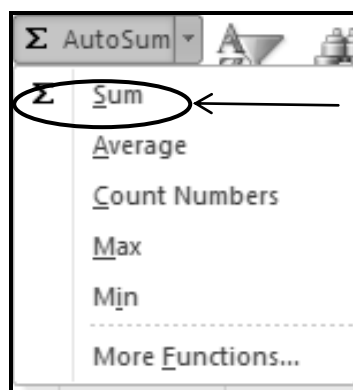 Σ AutoSum
Σ Sum
Average
Count Numbers
Max
Min
More Functions...